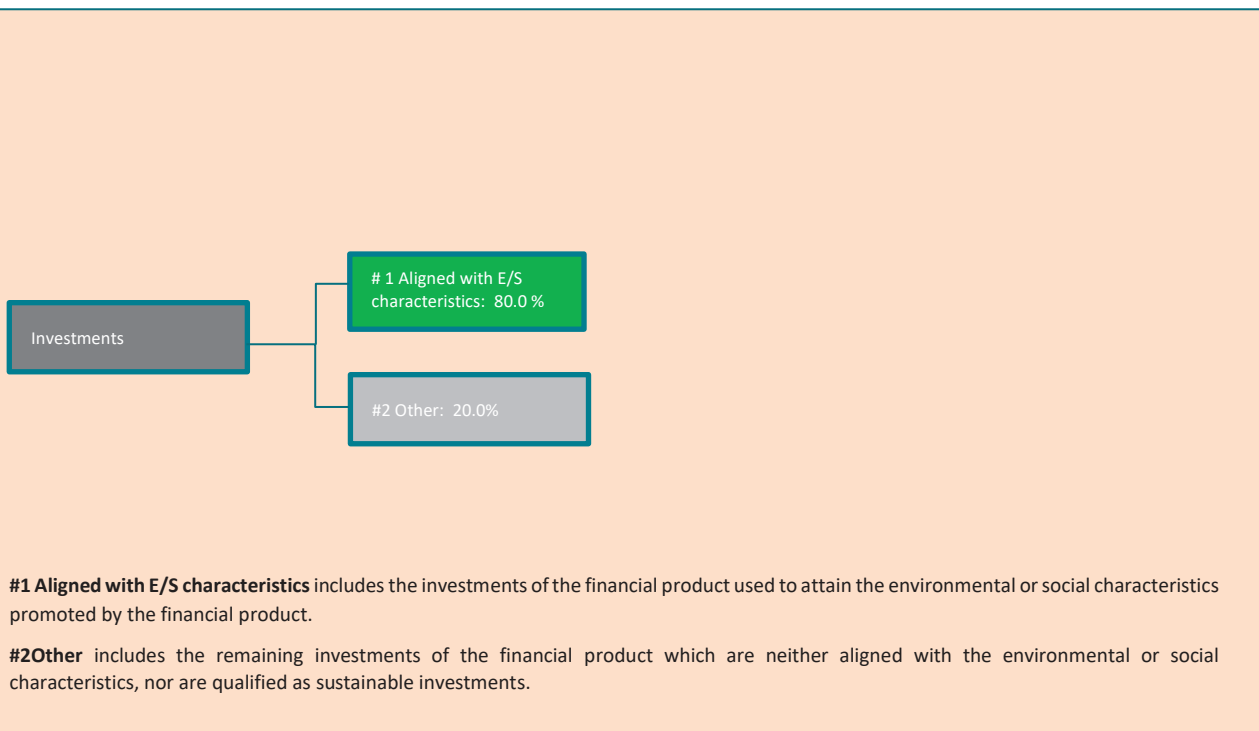 # 1 Aligned with E/S
characteristics: 80.0 %
Investments
#2 Other: 20.0%
#1 Aligned with E/S characteristics includes the investments of the financial product used to attain the environmental or social characteristics
promoted by the financial product.
#2Other includes the remaining investments of the financial product which are neither aligned with the environmental or social
characteristics, nor are qualified as sustainable investments.